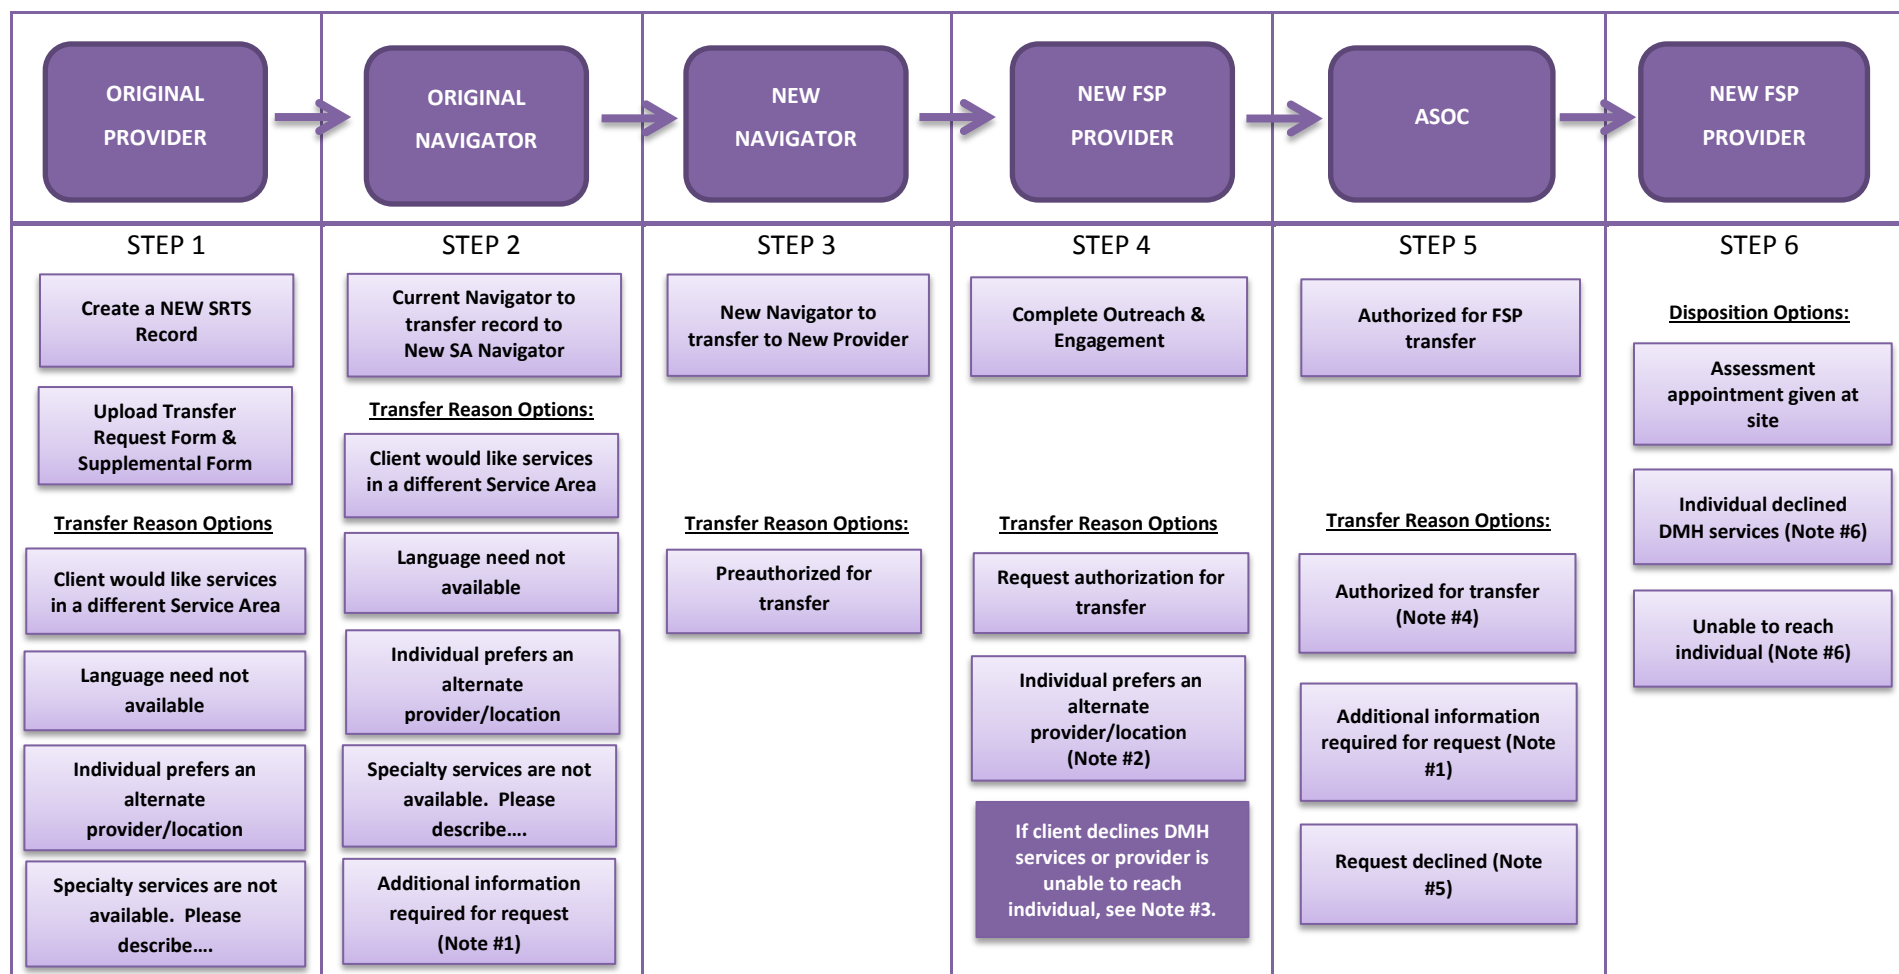 ORIGINAL
PROVIDER
ORIGINAL
NAVIGATOR
NEW
NAVIGATOR
NEW FSP
PROVIDER
ASOC
NEW FSP
PROVIDER
STEP 1
Create a NEW SRTS
Record
Upload Transfer
Request Form &
Supplemental Form
Transfer Reason Options
Client would like services
in a different Service Area
Language need not
available
Individual prefers an
alternate
provider/location
Specialty services are not
available.  Please
describe....
STEP 2
Current Navigator to
transfer record to
New SA Navigator
Transfer Reason Options:
Client would like services
in a different Service Area
Language need not
available
Individual prefers an
alternate
provider/location
Specialty services are not
available.  Please
describe....
Additional information
required for request
(Note #1)
STEP 3
New Navigator to
transfer to New Provider
Transfer Reason Options:
Preauthorized for
transfer
STEP 4
Complete Outreach &
Engagement
Transfer Reason Options
Request authorization for
transfer
Individual prefers an
alternate
provider/location
(Note #2)
If client declines DMH
services or provider is
unable to reach
individual, see Note #3.
STEP 5
Authorized for FSP
transfer
Transfer Reason Options:
Authorized for transfer
(Note #4)
Additional information
required for request (Note
#1)
Request declined (Note
#5)
STEP 6
Disposition Options:
Assessment
appointment given at
site
Individual declined
DMH services (Note #6)
Unable to reach
individual (Note #6)